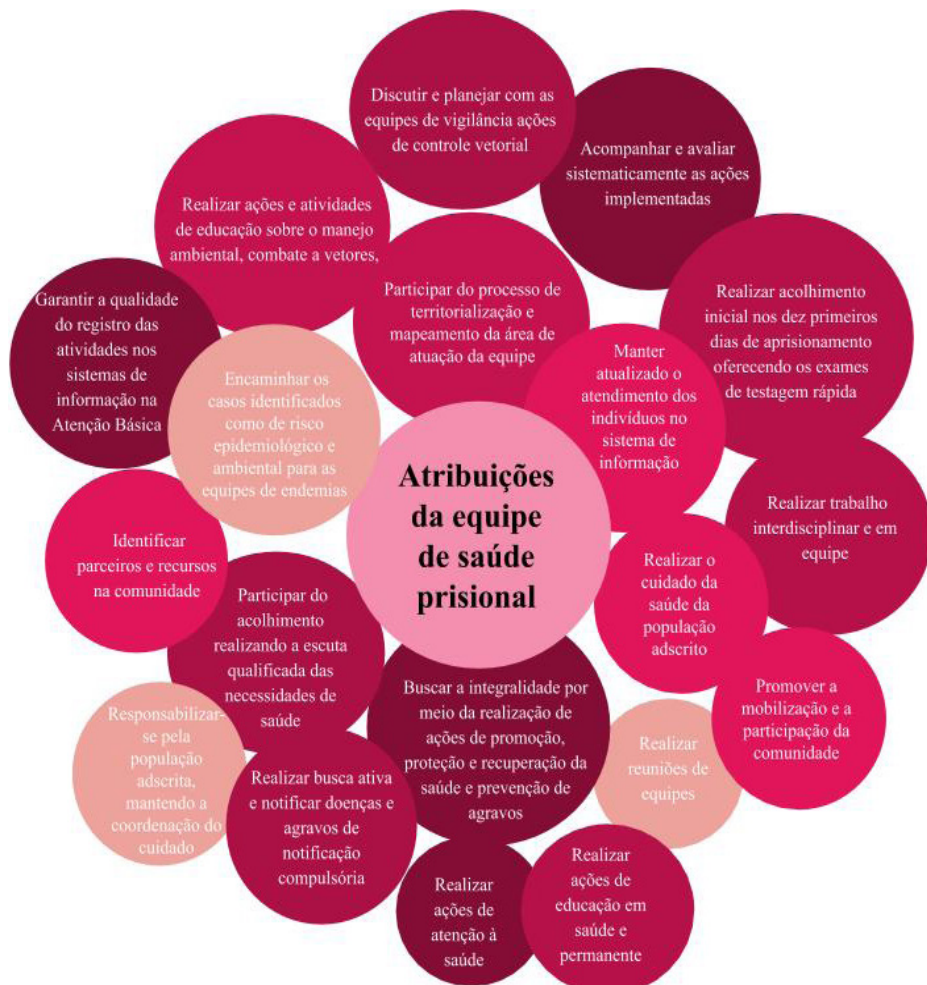 Discutir e planejar com as
equipes de vigilância ações
de controle vetorial
Acompanhar e avaliar
sistematicamente as ações
implementadas
Realizar ações e atividades
de educação sobre o manejo
ambiental, combate a vetores,
Participar do processo de
territorialização e
mapeamento da área de
atuação da equipe
Realizar acolhimento
inicial nos dez primeiros
dias de aprisionamento
oferecendo os exames
de testagem rápida
Garantir a qualidade
do registro das
atividades nos
sistemas de
informação na
Atenção Básica
Encaminhar os
casos identificados
como de risco
epidemiológico e
ambiental para as
equipes de endemias
Manter
atualizado o
atendimento dos
indivíduos no
sistema de
informação
Atribuições
da equipe
de saúde
prisional
Realizar trabalho
interdisciplinar e em
equipe
Identificar
parceiros e recursos
na comunidade
Realizar o
cuidado da
saúde da
população
adscrito
Participar do
acolhimento
realizando a escuta
qualificada das
necessidades de
saúde
Buscar a integralidade por
meio da realização de
ações de promoção,
proteção e recuperação da
saúde e prevenção de
agravos
Promover a
mobilização e a
participação da
comunidade
Responsabilizar-
se pela
população
adscrita,
mantendo a
coordenação do
cuidado
Realizar busca ativa
e notificar doenças e
agravos de
notificação
compulsória
Realizar
reuniões de
equipes
Realizar
ações de
atenção à
saúde
Realizar
ações de
educação em
saúde e
permanente